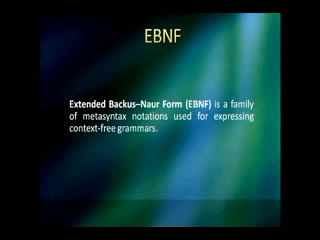 EBNF
Extended Backus–Naur Form (EBNF) is a family
of metasyntax notations used for expressing
context-free grammars.